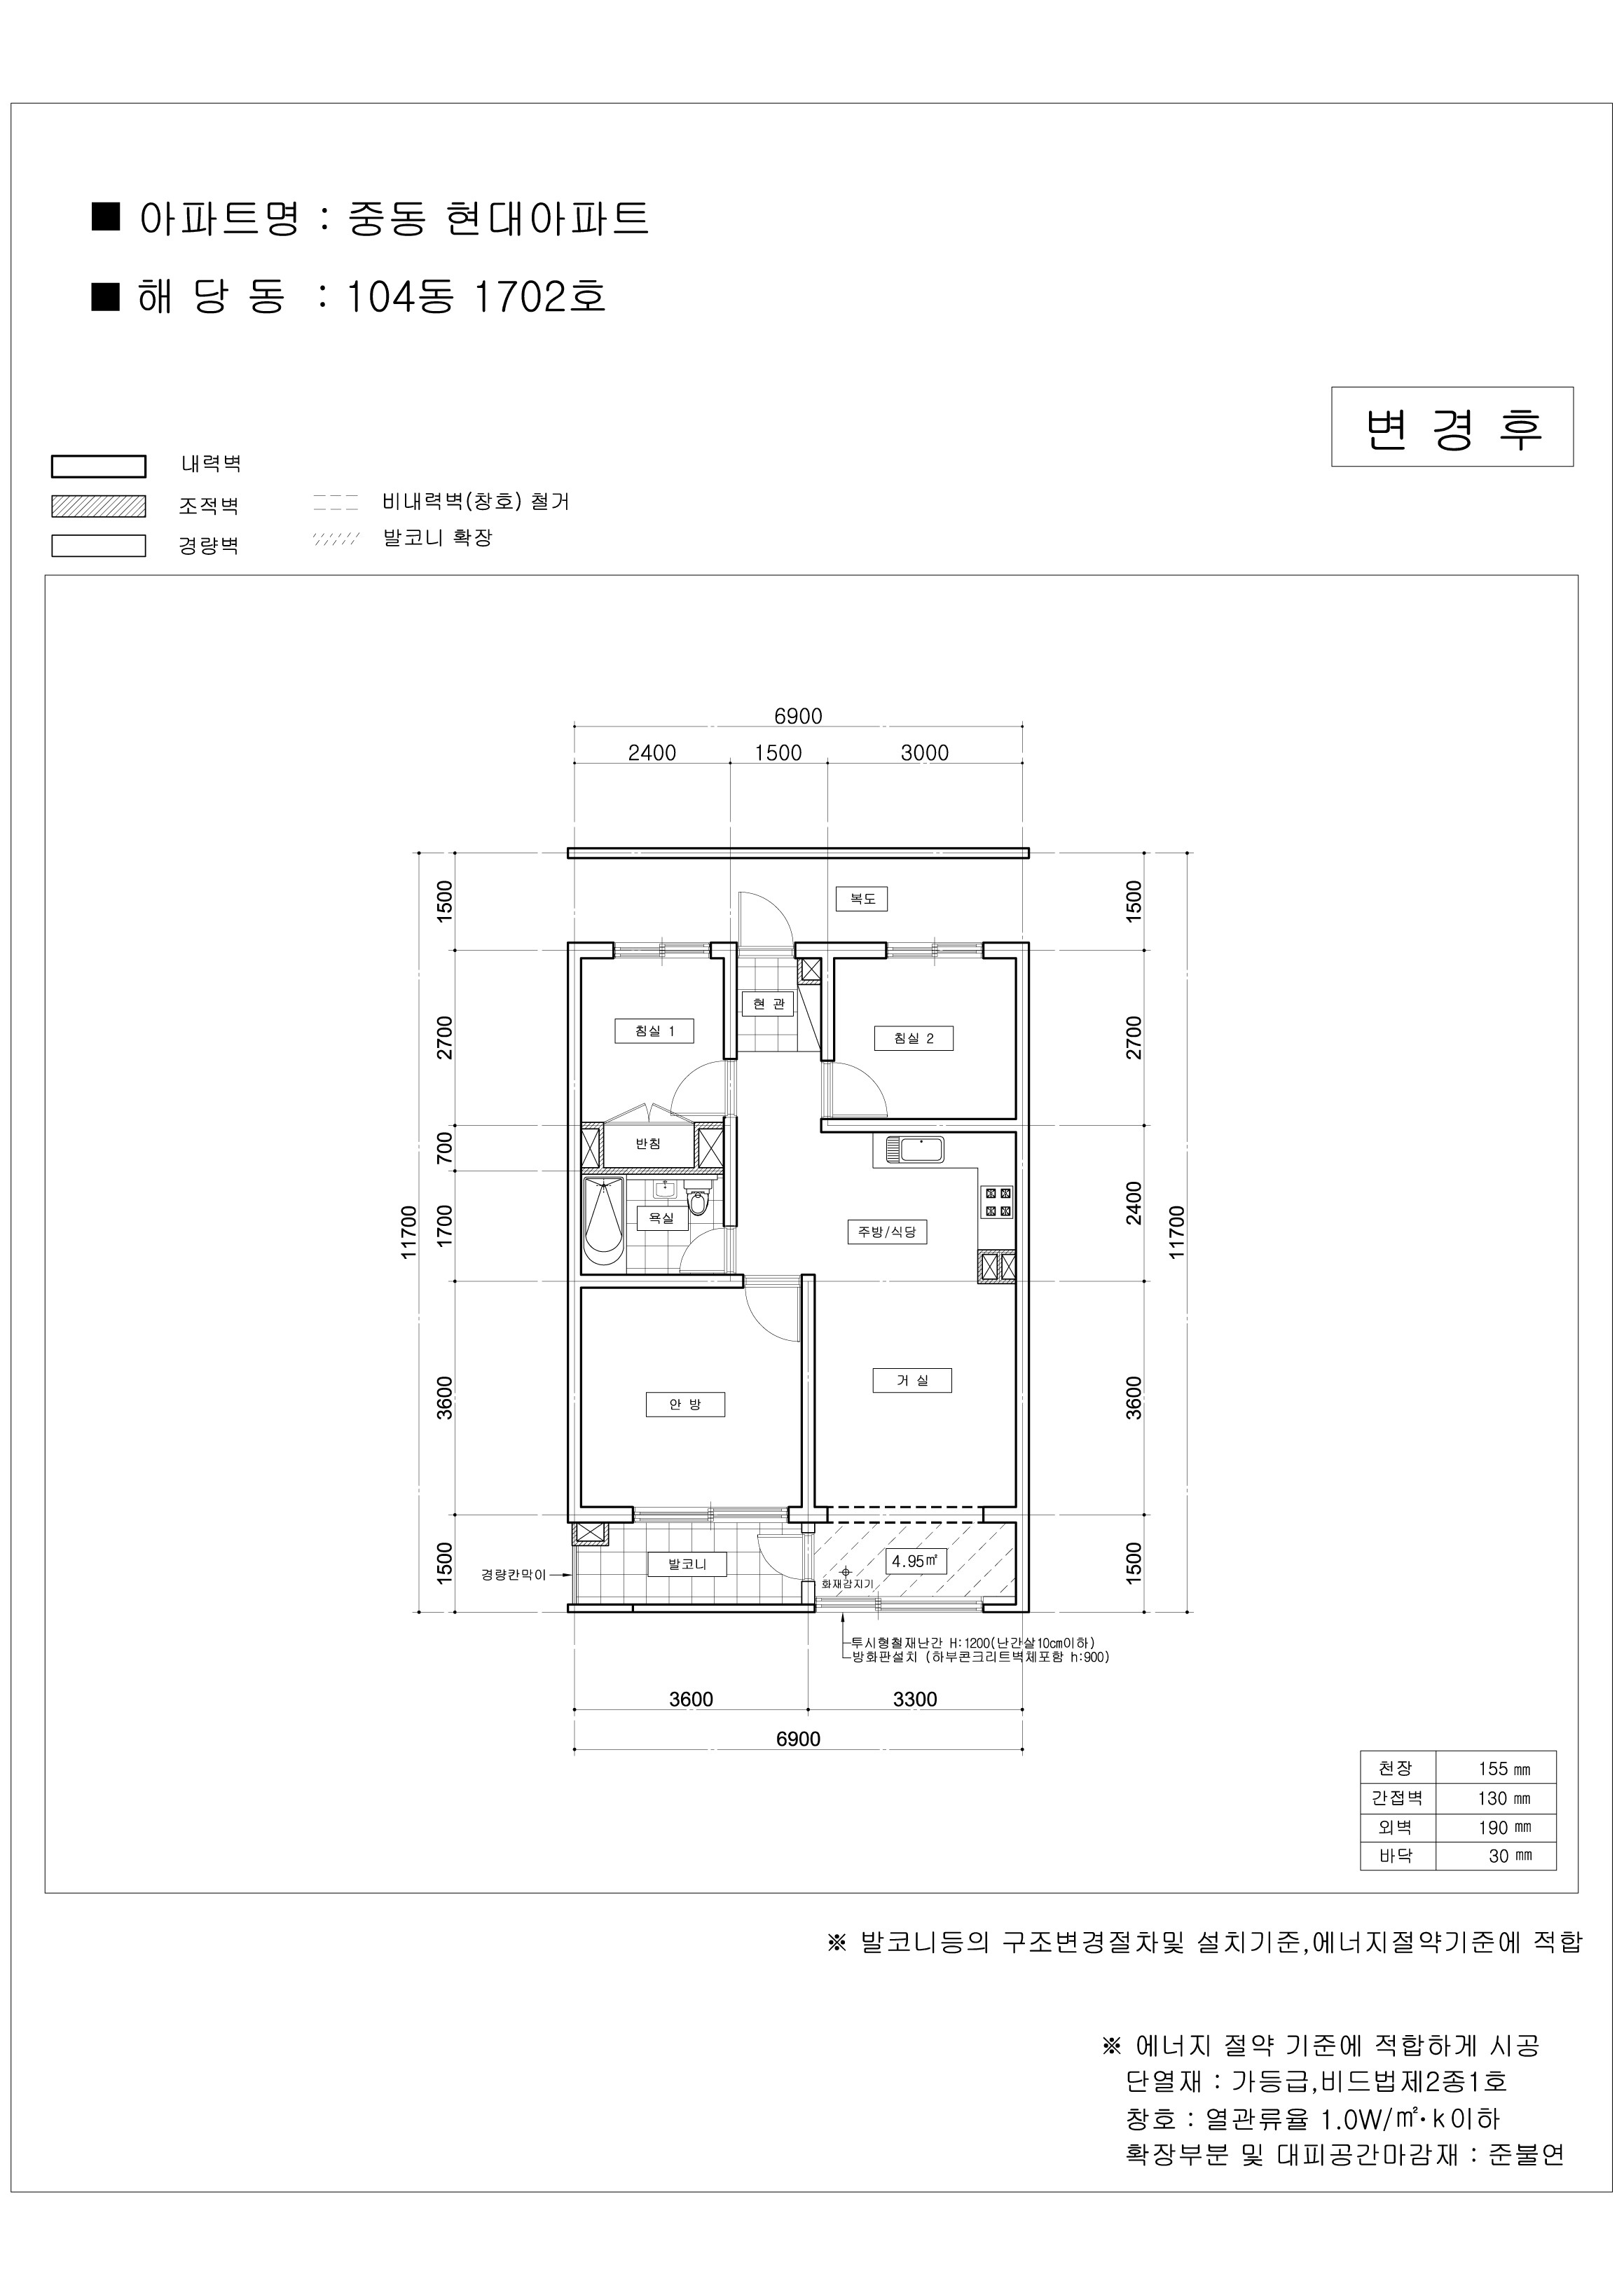 ■ 아파트명 : 중동 현대아파트
■ 해 당 동 : 104동 1702호
변 경 후
내력벽
조적벽
경량벽
비내력벽(창호) 철거
발코니 확장
6900
2400 1500 3000
복도
1500
2700
700
1700
3600
1500
11700
1500
2700
2400
3600
1500
11700
현 관
침실 1
침실 2
반침
욕실
주방/식당
거 실
안 방
발코니
4.95㎡
화재감지기
경량칸막이
투시형철재난간 H:1200(난간살10cm이하)
방화판설치 (하부콘크리트벽체포함 h:900)
3600 3300
6900
천장 155 ㎜
간접벽 130 ㎜
외벽 190 ㎜
바닥 30 ㎜
※ 발코니등의 구조변경절차및 설치기준,에너지절약기준에 적합
※ 에너지 절약 기준에 적합하게 시공
단열재 : 가등급,비드법제2종1호
창호 : 열관류율 1.0W/㎡·k이하
확장부분 및 대피공간마감재 : 준불연